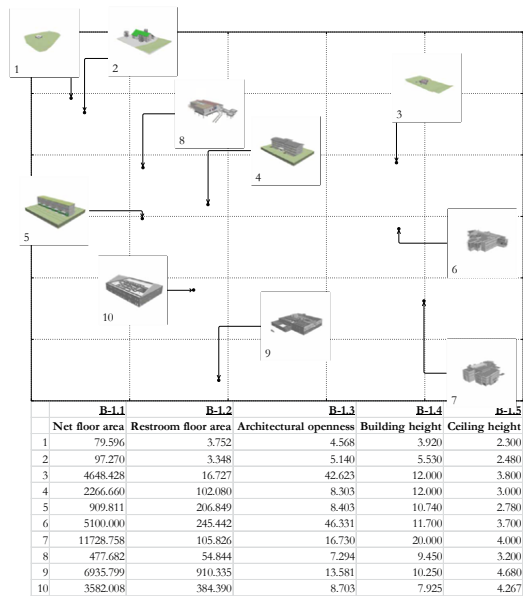 1
2
8
3
4
5
6
10
9
7
B-1.1 B-1.2 B-1.3 B-1.4 B-1.5
Net floor area Restroom floor area Architectural openness Building height Ceiling height
1 79.596 3.752 4.568 3.920 2.300
2 97.270 3.348 5.140 5.530 2.480
3 4648.428 16.727 42.623 12.000 3.800
4 2266.660 102.080 8.303 12.000 3.000
5 909.811 206.849 8.403 10.740 2.780
6 5100.000 245.442 46.331 11.700 3.700
7 11728.758 105.826 16.730 20.000 4.000
8 477.682 54.844 7.294 9.450 3.200
9 6935.799 910.335 13.581 10.250 4.680
10 3582.008 384.390 8.703 7.925 4.267